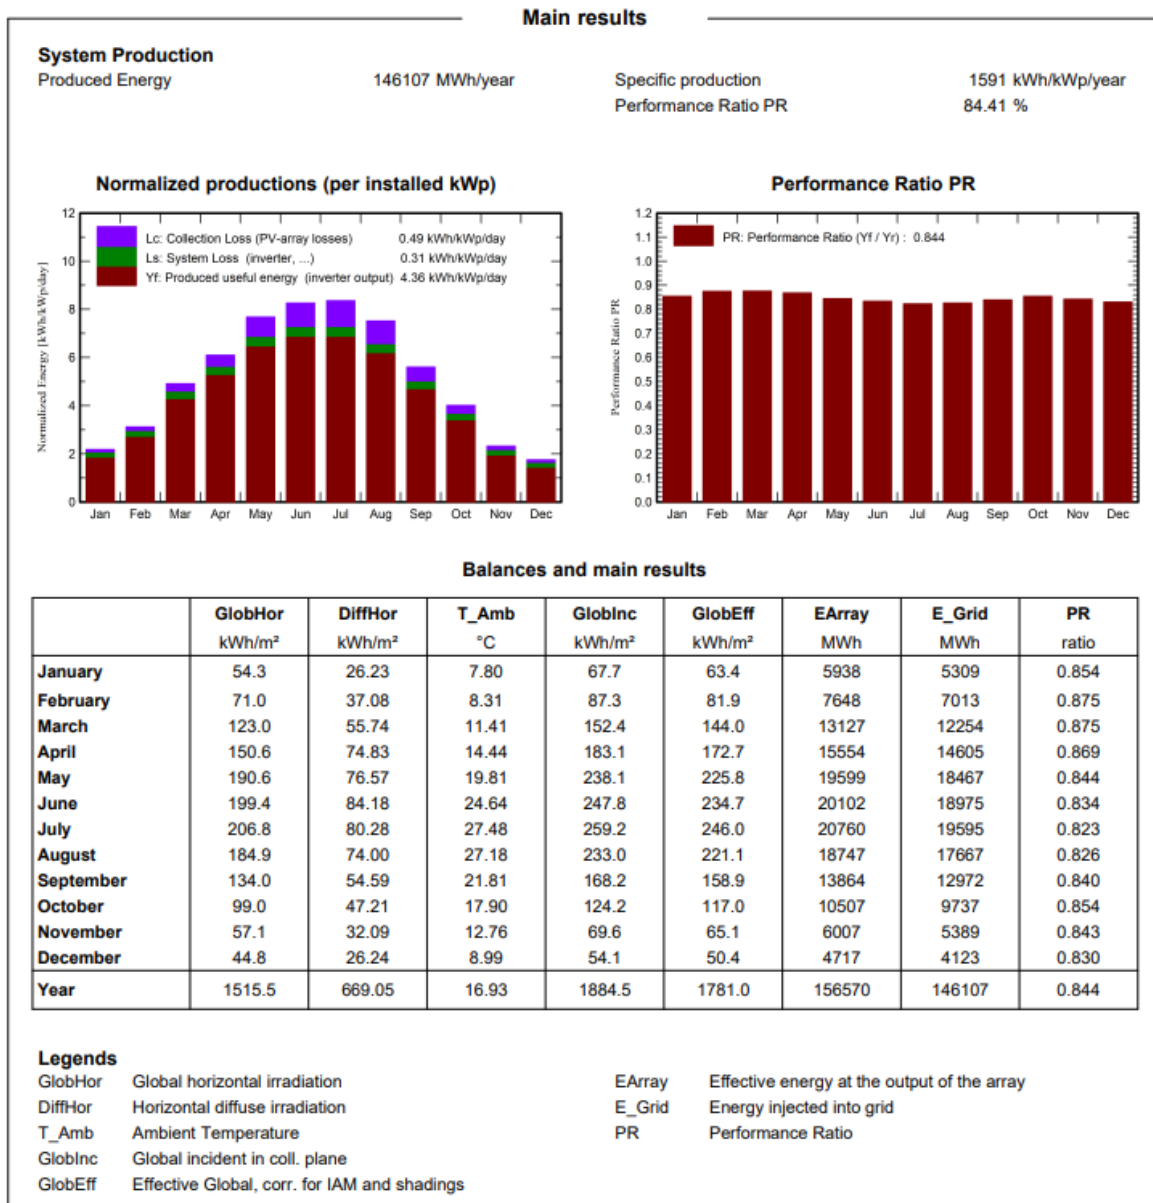 Main results
System Production
Produced Energy 146107 MWh/year Specific production 1591 kWh/kWp/year
Performance Ratio PR 84.41 %
Normalized productions (per installed kWp)
12
10
8
6
4
2
0
Normalized Energy [kWh/kWp/day]
Lc: Collection Loss (PV-array losses) 0.49 kWh/kWp/day
Ls: System Loss (inverter, ...) 0.31 kWh/kWp/day
Yf: Produced useful energy (inverter output) 4.36 kWh/kWp/day
Jan Feb Mar Apr May Jun Jul Aug Sep Oct Nov Dec
Performance Ratio PR
1.2
1.1
1.0
0.9
0.8
0.7
0.6
0.5
0.4
0.3
0.2
0.1
0.0
Performance Ratio PR
PR: Performance Ratio (Yf / Yr) : 0.844
Jan Feb Mar Apr May Jun Jul Aug Sep Oct Nov Dec
Balances and main results
GlobHor DiffHor T_Amb GlobInc GlobEff EArray E_Grid PR
kWh/m² kWh/m² °C kWh/m² kWh/m² MWh MWh ratio
January 54.3 26.23 7.80 67.7 63.4 5938 5309 0.854
February 71.0 37.08 8.31 87.3 81.9 7648 7013 0.875
March 123.0 55.74 11.41 152.4 144.0 13127 12254 0.875
April 150.6 74.83 14.44 183.1 172.7 15554 14605 0.869
May 190.6 76.57 19.81 238.1 225.8 19599 18467 0.844
June 199.4 84.18 24.64 247.8 234.7 20102 18975 0.834
July 206.8 80.28 27.48 259.2 246.0 20760 19595 0.823
August 184.9 74.00 27.18 233.0 221.1 18747 17667 0.826
September 134.0 54.59 21.81 168.2 158.9 13864 12972 0.840
October 99.0 47.21 17.90 124.2 117.0 10507 9737 0.854
November 57.1 32.09 12.76 69.6 65.1 6007 5389 0.843
December 44.8 26.24 8.99 54.1 50.4 4717 4123 0.830
Year 1515.5 669.05 16.93 1884.5 1781.0 156570 146107 0.844
Legends
GlobHor Global horizontal irradiation EArray Effective energy at the output of the array
DiffHor Horizontal diffuse irradiation E_Grid Energy injected into grid
T_Amb Ambient Temperature PR Performance Ratio
GlobInc Global incident in coll. plane
GlobEff Effective Global, corr. for IAM and shadings